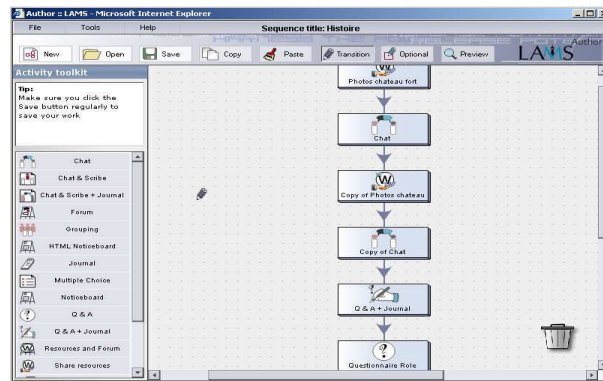 Author :: LAMS - Microsoft Internet Explorer
File Tools Help Sequence title: Histoire
New Open Save Copy Paste Transition Optional Preview LAMS Author
Activity toolkit
Tip:
Make sure you click the
Save button regularly to
save your work
Chat
Chat & Scribe
Chat & Scribe + Journal
Forum
Grouping
HTML Noticeboard
Journal
Multiple Choice
Noticeboard
Q & A
Q & A + Journal
Resources and Forum
Share resources
Photos chateau fort
Chat
Copy of Photos chateau
Copy of Chat
Q & A + Journal
Questionnaire Role